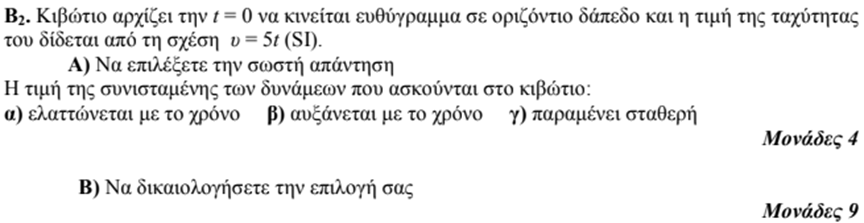 B₂. Κιβώτιο αρχίζει την t = 0 να κινείται ευθύγραμμα σε οριζόντιο δάπεδο και η τιμή της ταχύτητας
του δίδεται από τη σχέση υ = 5t (SI).
Α) Να επιλέξετε την σωστή απάντηση
Η τιμή της συνισταμένης των δυνάμεων που ασκούνται στο κιβώτιο:
α) ελαττώνεται με το χρόνο β) αυξάνεται με το χρόνο γ) παραμένει σταθερή
Μονάδες 4
Β) Να δικαιολογήσετε την επιλογή σας
Μονάδες 9